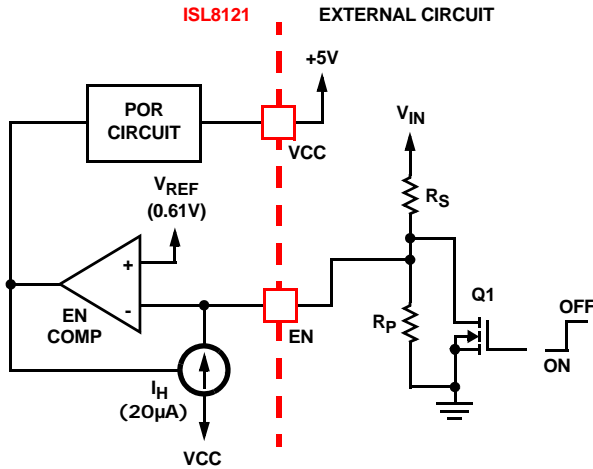 ISL8121
EXTERNAL CIRCUIT
+5V
POR
CIRCUIT
VCC
VIN
RS
VREF
(0.61V)
+
-
EN
COMP
EN
RP
Q1
OFF
ON
IH
(20µA)
VCC